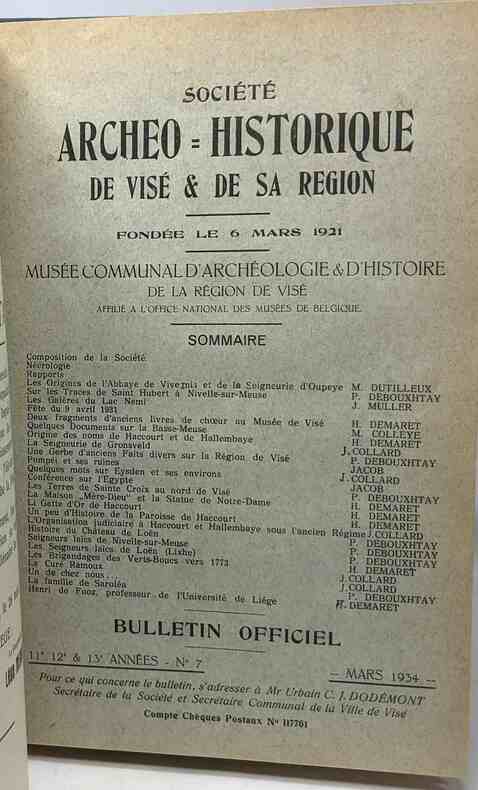 SOCIÉTÉ
ARCHEO = HISTORIQUE
DE VISÉ & DE SA REGION
FONDÉE LE 6 MARS 1921
MUSÉE COMMUNAL D'ARCHÉOLOGIE & D'HISTOIRE
DE LA RÉGION DE VISÉ
AFFILIÉ A L'OFFICE NATIONAL DES MUSÉES DE BELGIQUE.
SOMMAIRE
Composition de la Société
Nécrologie
Rapports
Les Origines de l'Abbaye de Vivegnis et de la Seigneurie d'Oupeye M. DUTILLEUX
Sur les Traces de Saint Hubert à Nivelle-sur-Meuse P. DEBOUXHTAY
Les Galères du Lac Nemi J. MULLER
Fête du 9 avril 1931
Deux fragments d'anciens livres de chœur au Musée de Visé H. DEMARET
Quelques Documents sur la Basse-Meuse M. COLLEYE
Origine des noms de Haccourt et de Hallembaye H. DEMARET
La Seigneurie de Gronsveld J. COLLARD
Une Gerbe d'anciens Faits divers sur la Région de Visé P. DEBOUXHTAY
Pompéi et ses ruines JACOB
Quelques mots sur Eysden et ses environs J. COLLARD
Conférence sur l'Egypte JACOB
Les Terres de Sainte Croix au nord de Visé P. DEBOUXHTAY
La Maison „Mère-Dieu" et la Statue de Notre-Dame H. DEMARET
Li Gatte d'Or de Haccourt H. DEMARET
Un peu d'Histoire de la Paroisse de Haccourt H. DEMARET
L'Organisation judiciaire à Haccourt et Hallembaye sous l'ancien Régime J. COLLARD
Histoire du Château de Loën P. DEBOUXHTAY
Seigneurs laïcs de Nivelle-sur-Meuse P. DEBOUXHTAY
Les Seigneurs laïcs de Loën (Lixhe) P. DEBOUXHTAY
Les Brigandages des Verts-Boucs vers 1773 H. DEMARET
Le Curé Ramoux J. COLLARD
Un de chez nous... J. COLLARD
La famille de Saroléa P. DEBOUXHTAY
Henri de Fooz, professeur de l'Université de Liége H. DEMARET
BULLETIN OFFICIEL
11e 12e & 13e ANNÉES - No 7 -- MARS 1934 --
Pour ce qui concerne le bulletin, s'adresser à Mr Urbain C. J. DODÉMONT
Secrétaire de la Société et Secrétaire Communal de la Ville de Visé
Compte Chèques Postaux No 117761